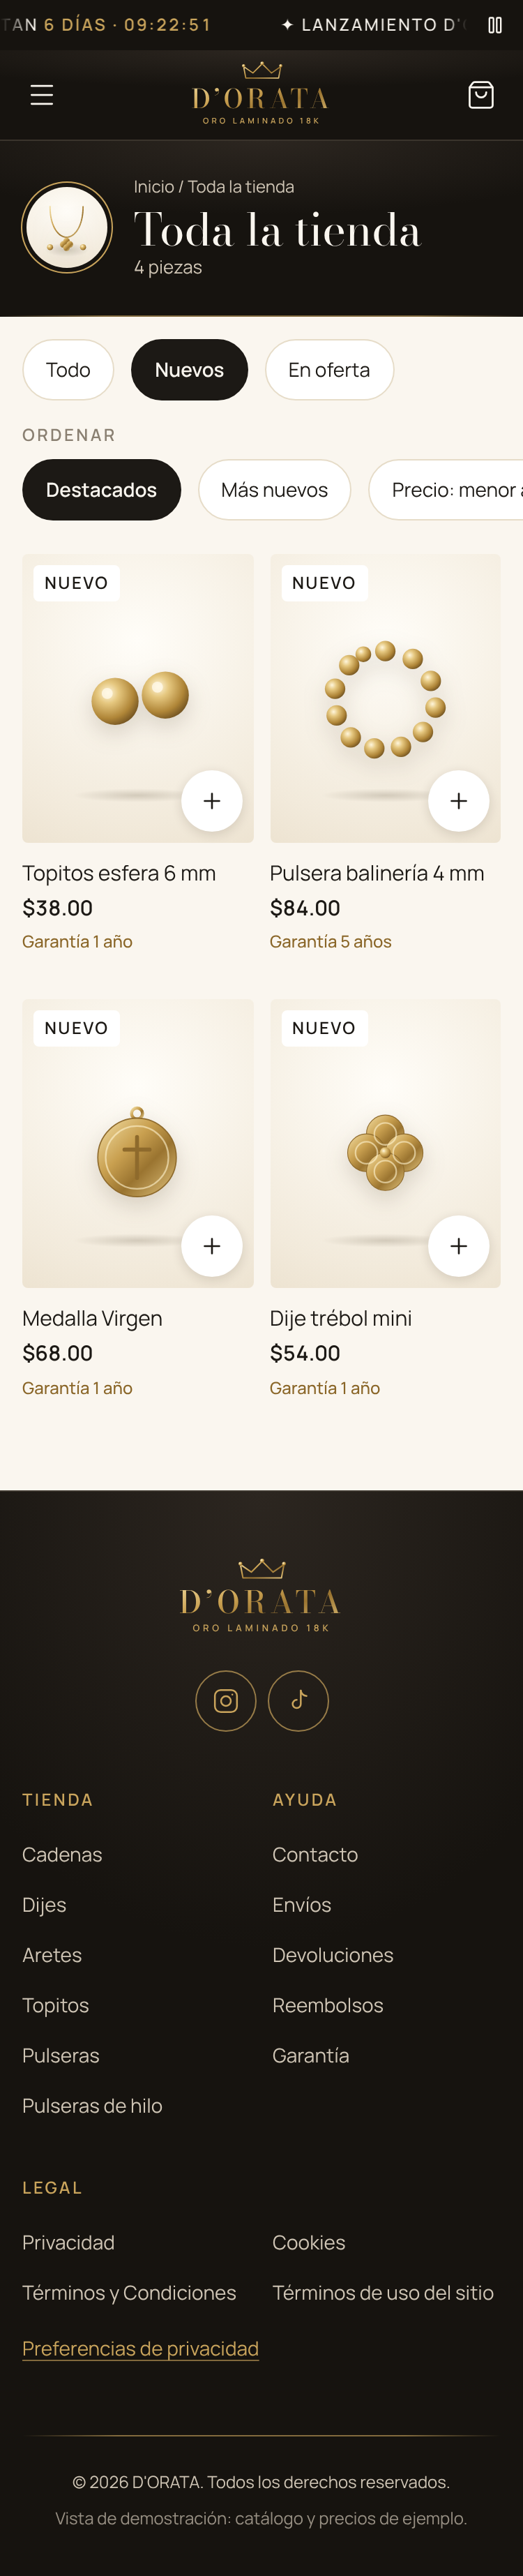 TAN 6 DÍAS · 09:22:51 ✦ LANZAMIENTO D'
D'ORATA
ORO LAMINADO 18K
Inicio / Toda la tienda
Toda la tienda
4 piezas
Todo Nuevos En oferta
ORDENAR
Destacados Más nuevos Precio: menor
NUEVO NUEVO
Topitos esfera 6 mm Pulsera balinería 4 mm
$38.00 $84.00
Garantía 1 año Garantía 5 años
NUEVO NUEVO
Medalla Virgen Dije trébol mini
$68.00 $54.00
Garantía 1 año Garantía 1 año
D'ORATA
ORO LAMINADO 18K
TIENDA AYUDA
Cadenas Contacto
Dijes Envíos
Aretes Devoluciones
Topitos Reembolsos
Pulseras Garantía
Pulseras de hilo
LEGAL
Privacidad Cookies
Términos y Condiciones Términos de uso del sitio
Preferencias de privacidad
© 2026 D'ORATA. Todos los derechos reservados.
Vista de demostración: catálogo y precios de ejemplo.